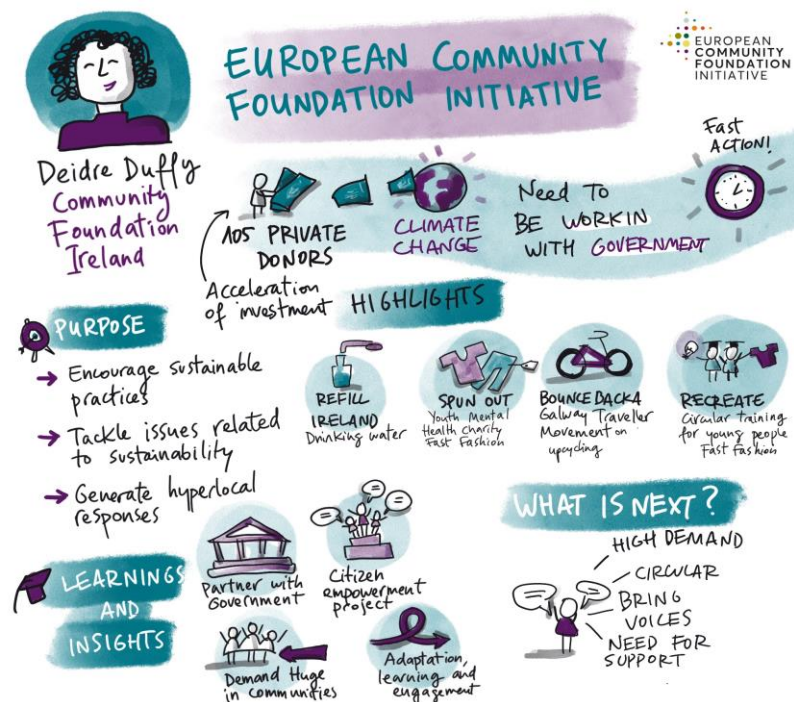 EUROPEAN COMMUNITY
FOUNDATION INITIATIVE
EUROPEAN
COMMUNITY
FOUNDATION
INITIATIVE
Deidre Duffy
Community
Foundation
Ireland
105 PRIVATE
DONORS
Acceleration
of investment
CLIMATE
CHANGE
Need To
BE WORKIN
WITH GOVERNMENT
Fast
ACTION!
PURPOSE
Encourage sustainable
practices
Tackle issues related
to sustainability
Generate hyperlocal
responses
HIGHLIGHTS
REFILL
IRELAND
Drinking water
SPUN OUT
Youth Mental
Health Charity
Fast Fashion
BOUNCEBACKA
Galway Traveller
Movement on
upcycling
RECREATE
Circular training
for young people
Fast Fashion
LEARNINGS
AND
INSIGHTS
Partner with
Government
Citizen
empowerment
project
Demand Huge
in communities
Adaptation,
learning and
engagement
WHAT IS NEXT?
HIGH DEMAND
CIRCULAR
BRING
VOICES
NEED FOR
SUPPORT